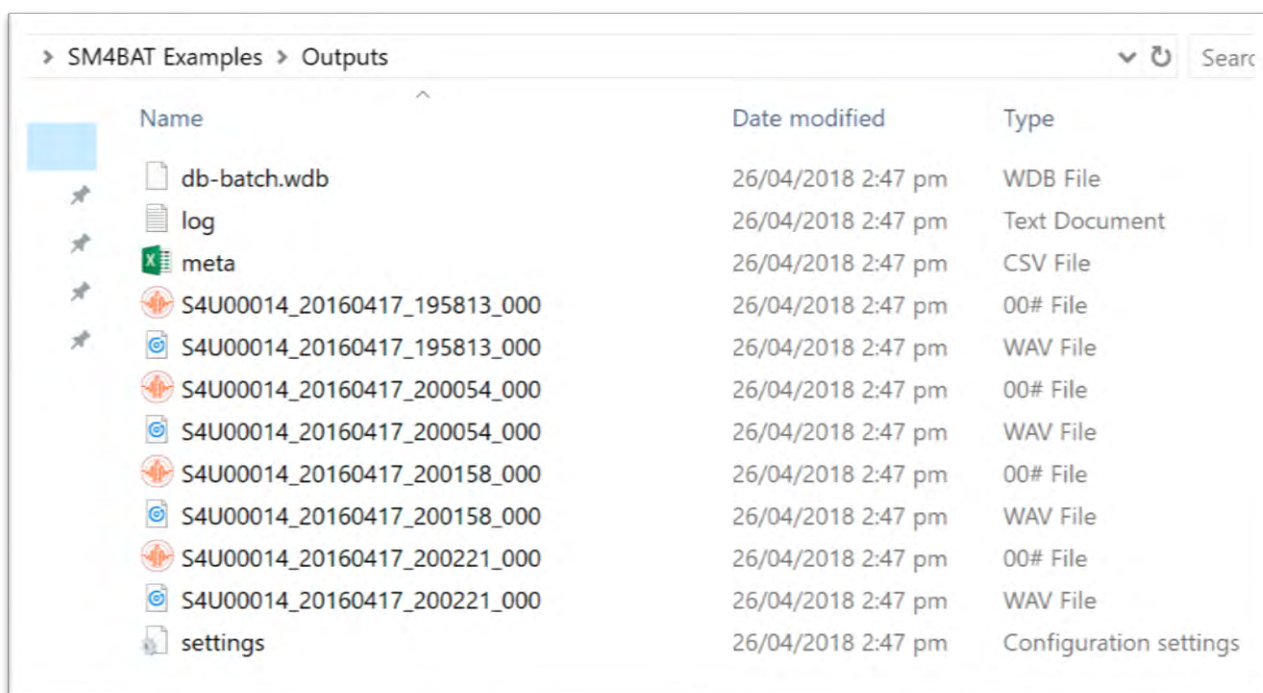 SM4BAT Examples > Outputs Searc
Name Date modified Type
db-batch.wdb 26/04/2018 2:47 pm WDB File
log 26/04/2018 2:47 pm Text Document
meta 26/04/2018 2:47 pm CSV File
S4U00014_20160417_195813_000 26/04/2018 2:47 pm 00# File
S4U00014_20160417_195813_000 26/04/2018 2:47 pm WAV File
S4U00014_20160417_200054_000 26/04/2018 2:47 pm 00# File
S4U00014_20160417_200054_000 26/04/2018 2:47 pm WAV File
S4U00014_20160417_200158_000 26/04/2018 2:47 pm 00# File
S4U00014_20160417_200158_000 26/04/2018 2:47 pm WAV File
S4U00014_20160417_200221_000 26/04/2018 2:47 pm 00# File
S4U00014_20160417_200221_000 26/04/2018 2:47 pm WAV File
settings 26/04/2018 2:47 pm Configuration settings